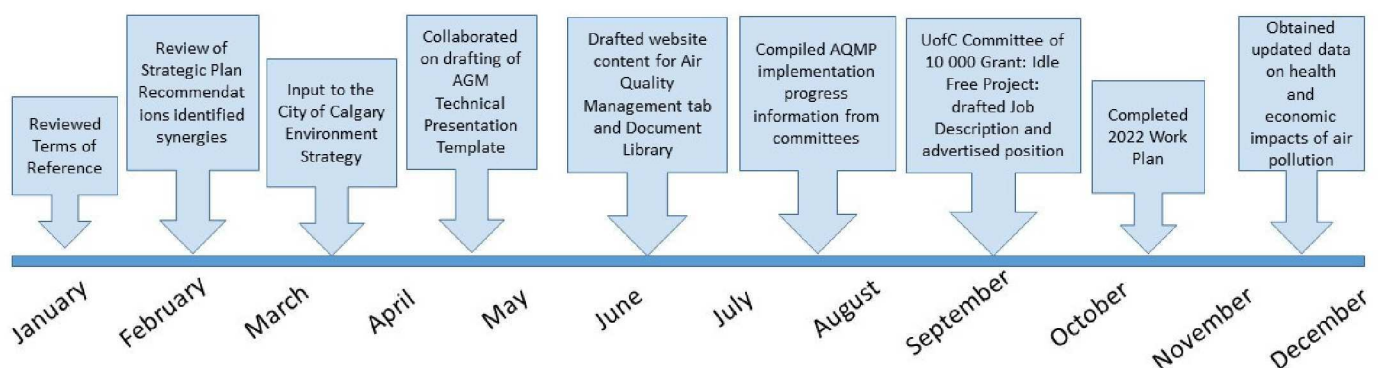 Reviewed
Terms of
Reference
Review of
Strategic Plan
Recommendat
ions identified
synergies
Input to the
City of Calgary
Environment
Strategy
Collaborated
on drafting of
AGM
Technical
Presentation
Template
Drafted website
content for Air
Quality
Management tab
and Document
Library
Compiled AQMP
implementation
progress
information from
committees
UofC Committee of
10 000 Grant: Idle
Free Project:
drafted Job
Description and
advertised position
Completed
2022 Work
Plan
Obtained
updated data
on health
and
economic
impacts of air
pollution
January
February
March
April
May
June
July
August
September
October
November
December